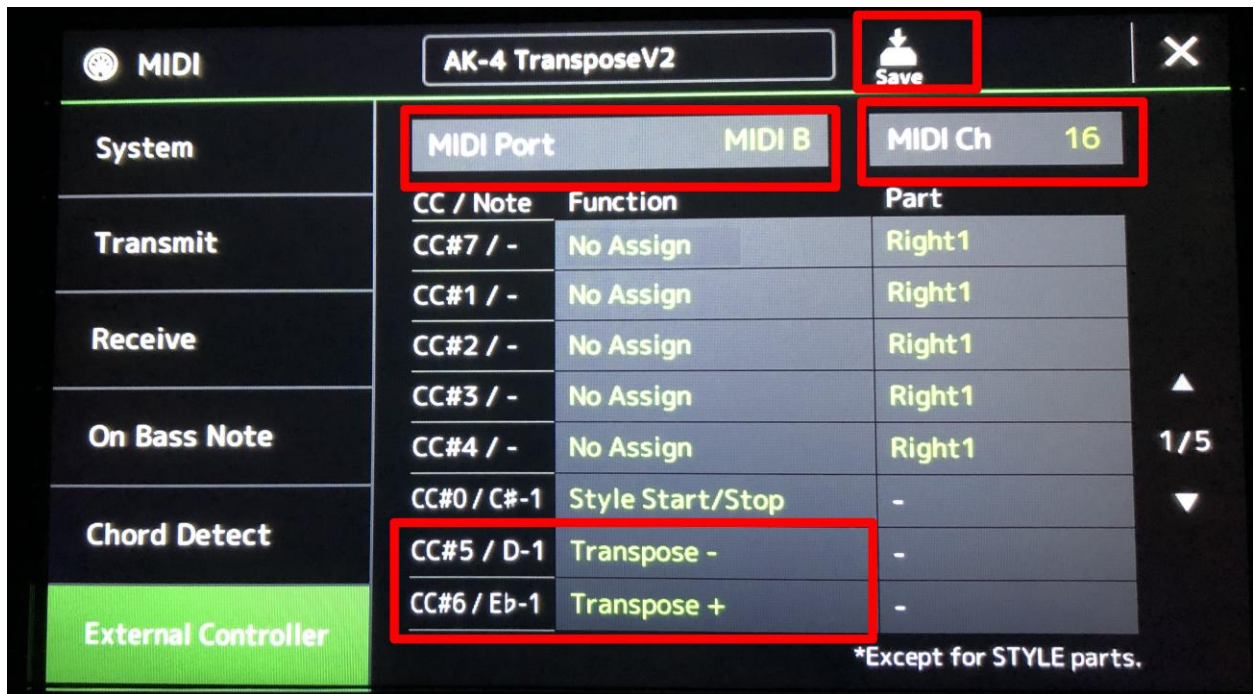 MIDI
AK-4 TransposeV2
Save
System
Transmit
Receive
On Bass Note
Chord Detect
External Controller
MIDI Port MIDI B
MIDI Ch 16
CC / Note Function Part
CC#7 / - No Assign Right1
CC#1 / - No Assign Right1
CC#2 / - No Assign Right1
CC#3 / - No Assign Right1
CC#4 / - No Assign Right1
CC#0 / C#-1 Style Start/Stop -
CC#5 / D-1 Transpose - -
CC#6 / E♭-1 Transpose + -
1/5
*Except for STYLE parts.